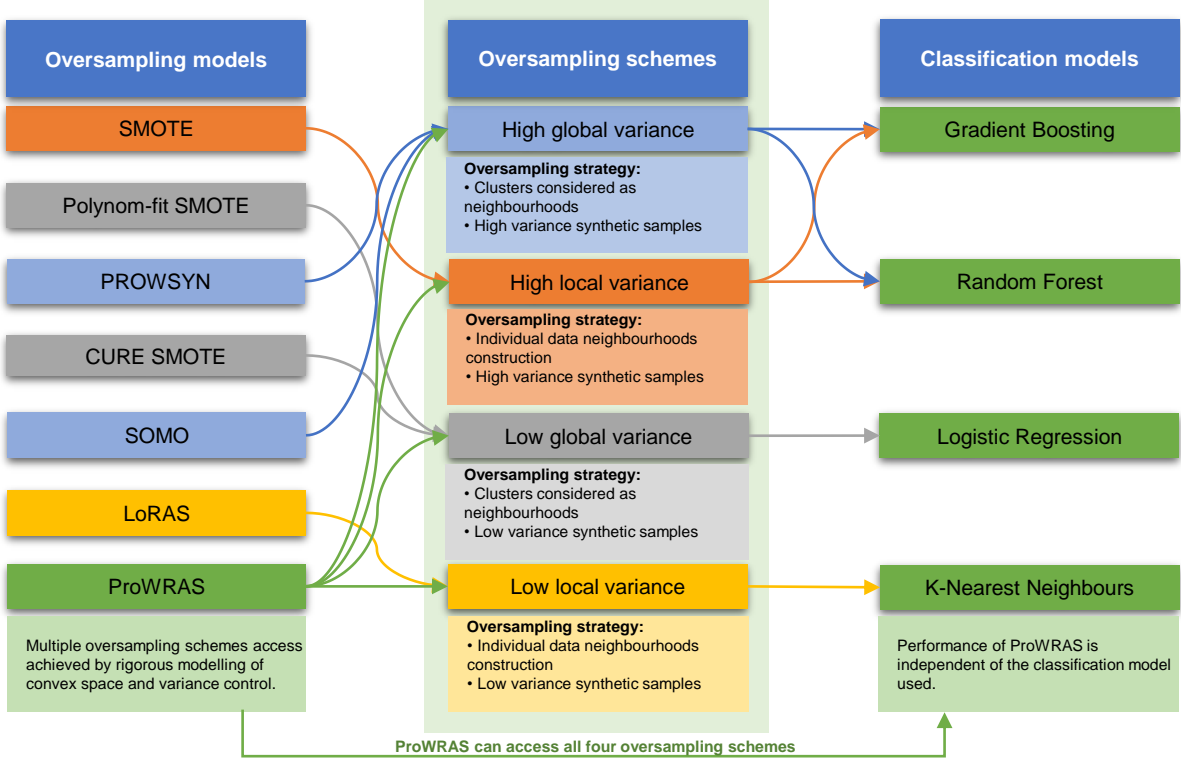 Oversampling models
SMOTE
Polynom-fit SMOTE
PROWSYN
CURE SMOTE
SOMO
LoRAS
ProWRAS
Multiple oversampling schemes access
achieved by rigorous modelling of
convex space and variance control.
Oversampling schemes
High global variance
Oversampling strategy:
• Clusters considered as
neighbourhoods
• High variance synthetic samples
High local variance
Oversampling strategy:
• Individual data neighbourhoods
construction
• High variance synthetic samples
Low global variance
Oversampling strategy:
• Clusters considered as
neighbourhoods
• Low variance synthetic samples
Low local variance
Oversampling strategy:
• Individual data neighbourhoods
construction
• Low variance synthetic samples
Classification models
Gradient Boosting
Random Forest
Logistic Regression
K-Nearest Neighbours
Performance of ProWRAS is
independent of the classification model
used.
ProWRAS can access all four oversampling schemes